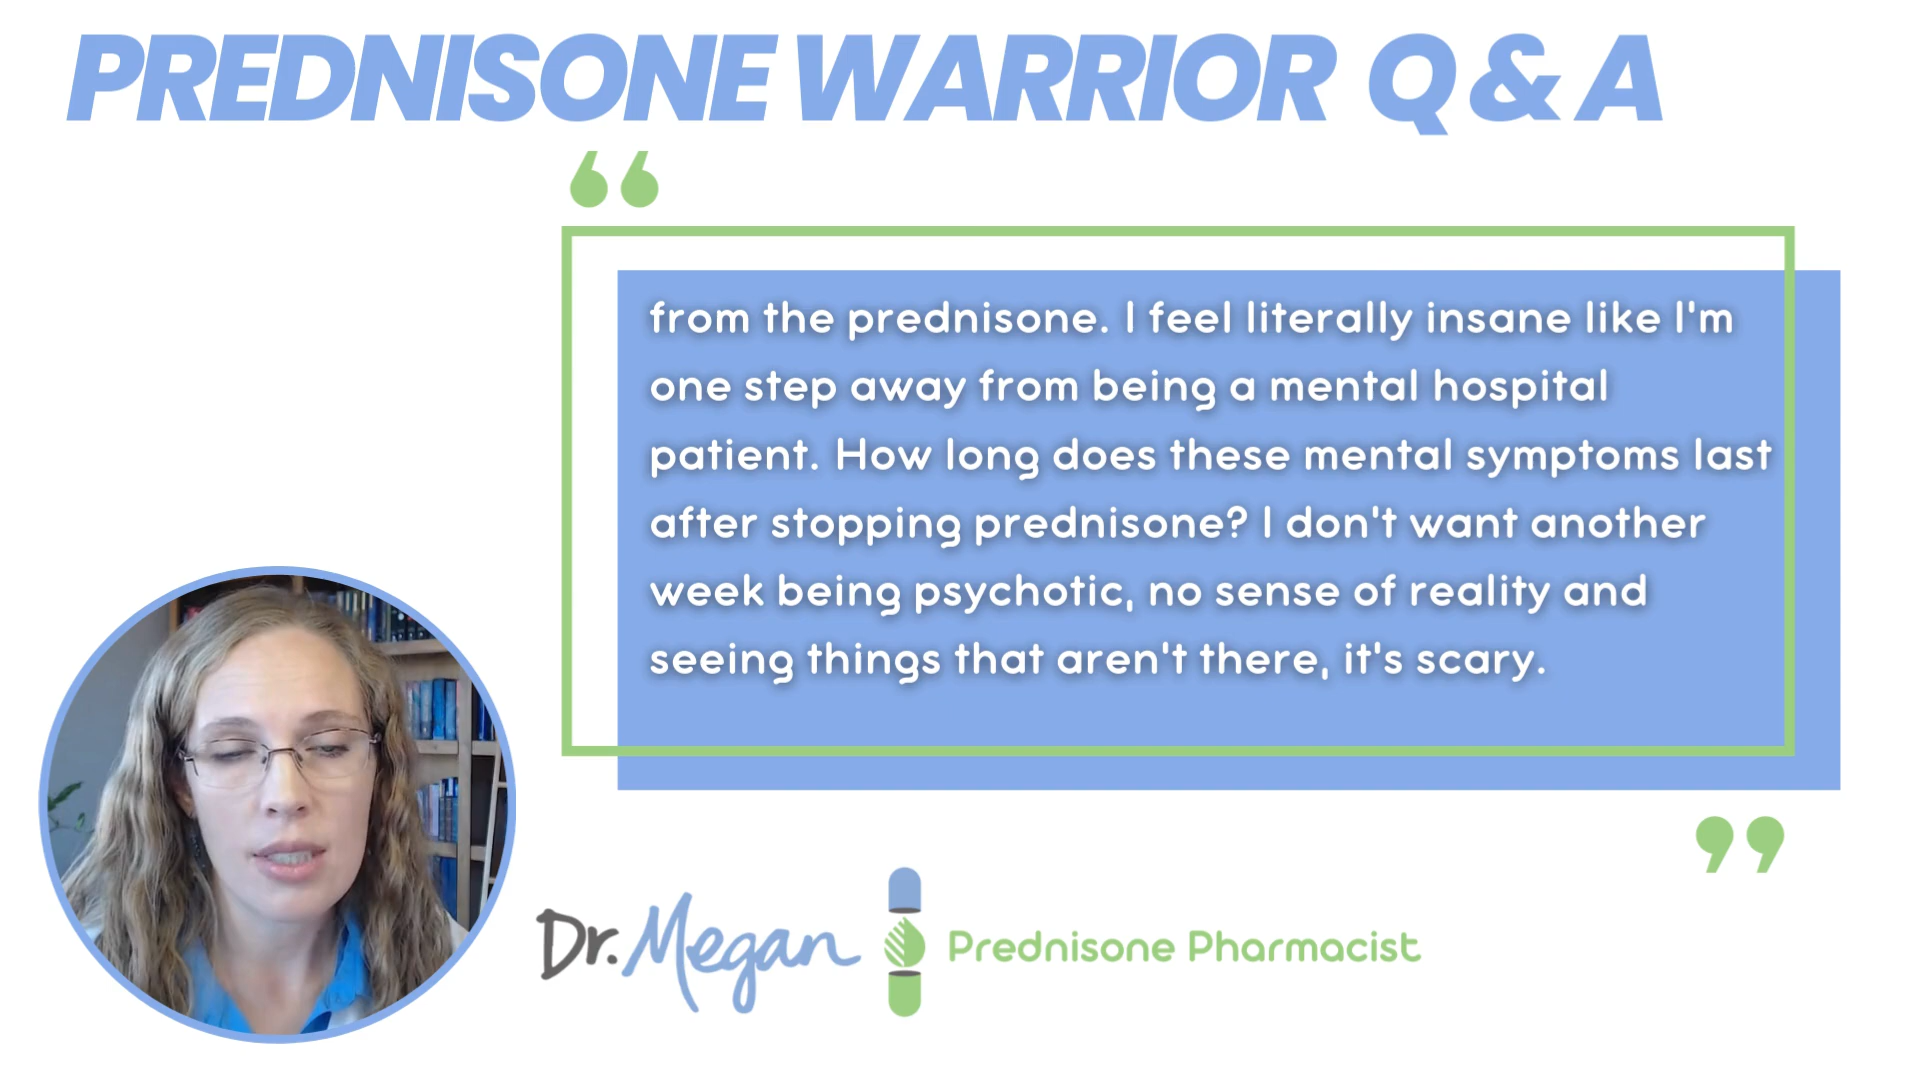 PREDNISONE WARRIOR Q & A
“
from the prednisone. I feel literally insane like I'm
one step away from being a mental hospital
patient. How long does these mental symptoms last
after stopping prednisone? I don't want another
week being psychotic, no sense of reality and
seeing things that aren't there, it's scary.
”
Dr. Megan Prednisone Pharmacist